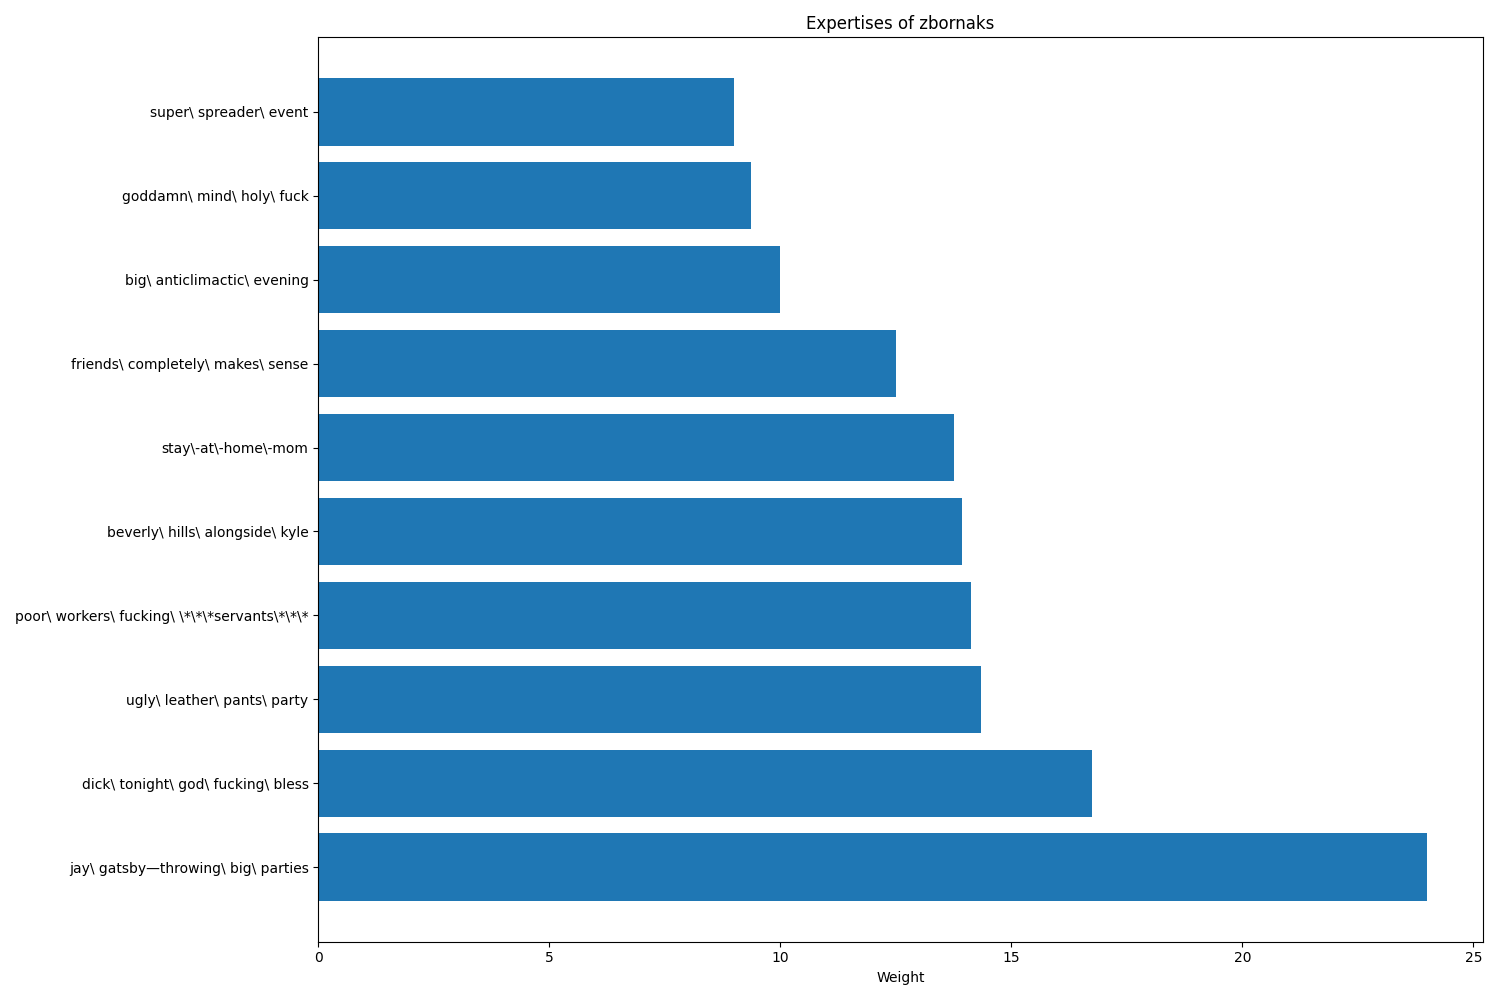 Expertises of zbornaks
super\ spreader\ event
goddamn\ mind\ holy\ fuck
big\ anticlimactic\ evening
friends\ completely\ makes\ sense
stay\-at\-home\-mom
beverly\ hills\ alongside\ kyle
poor\ workers\ fucking\ \*\*\*servants\*\*\*
ugly\ leather\ pants\ party
dick\ tonight\ god\ fucking\ bless
jay\ gatsby—throwing\ big\ parties
0 5 10 15 20 25
Weight